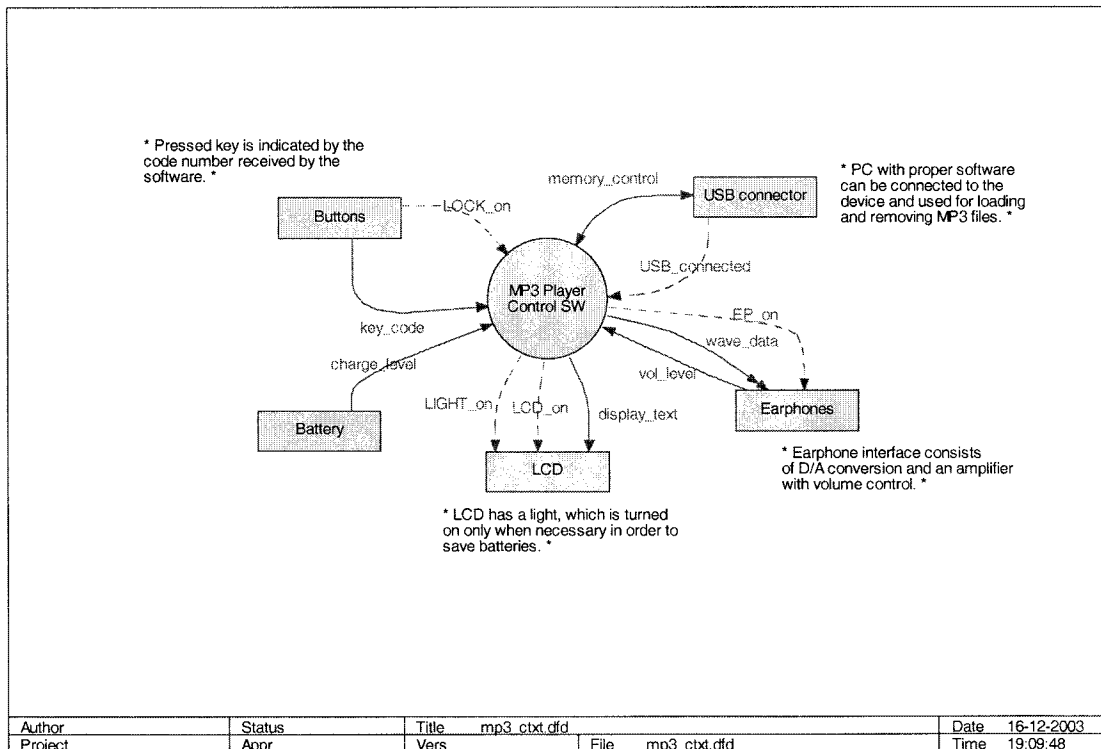 * Pressed key is indicated by the
code number received by the
software. *
memory_control
USB connector
* PC with proper software
can be connected to the
device and used for loading
and removing MP3 files. *
Buttons
LOCK_on
USB_connected
MP3 Player
Control SW
EP_on
key_code
wave_data
charge_level
vol_level
LIGHT_on
LCD_on
display_text
Earphones
Battery
LCD
* Earphone interface consists
of D/A conversion and an amplifier
with volume control. *
* LCD has a light, which is turned
on only when necessary in order to
save batteries. *
Author Status Title mp3_ctxt.dfd Date 16-12-2003
Project Appr Vers File mp3_ctxt.dfd Time 19:09:48